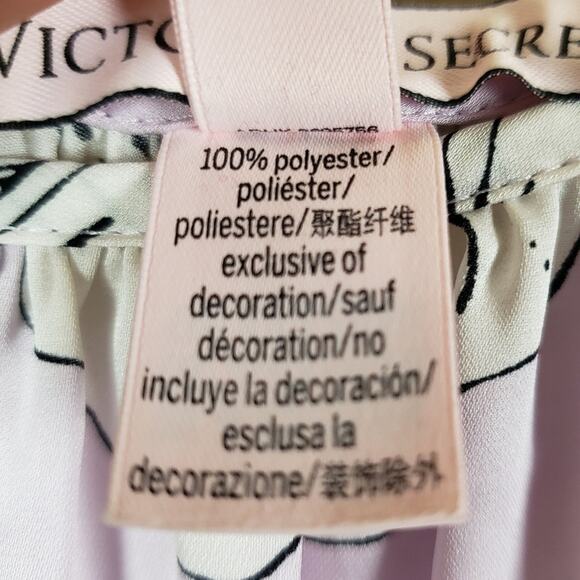 VICTO SECRE
100% polyester/
poliéster/
poliestere/聚酯纤维
exclusive of
decoration/sauf
décoration/no
incluye la decoración/
esclusa la
decorazione/装饰除外